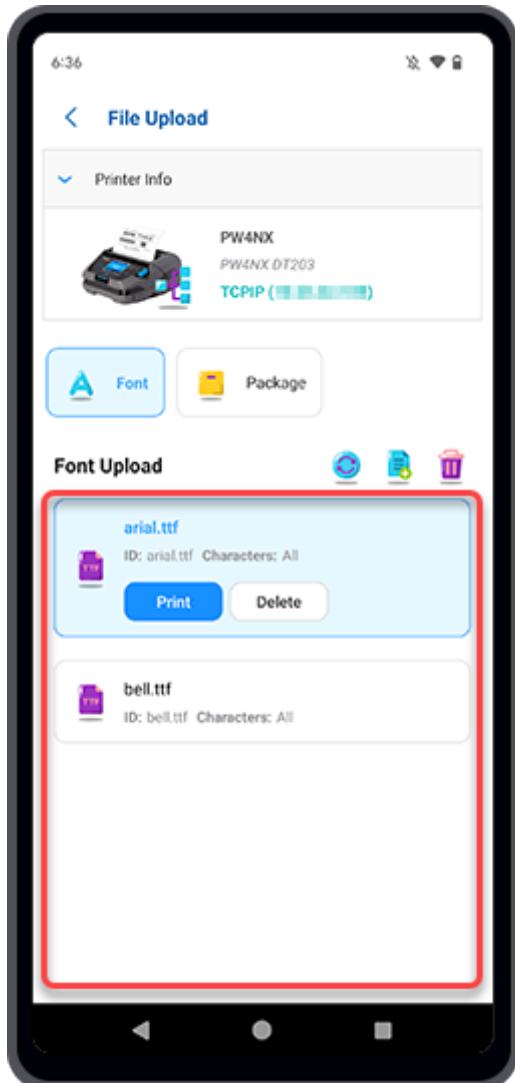 6:36
File Upload
Printer Info
PW4NX
PW4NX DT203
TCPIP ( )
Font
Package
Font Upload
arial.ttf
ID: arial.ttf Characters: All
Print
Delete
bell.ttf
ID: bell.ttf Characters: All